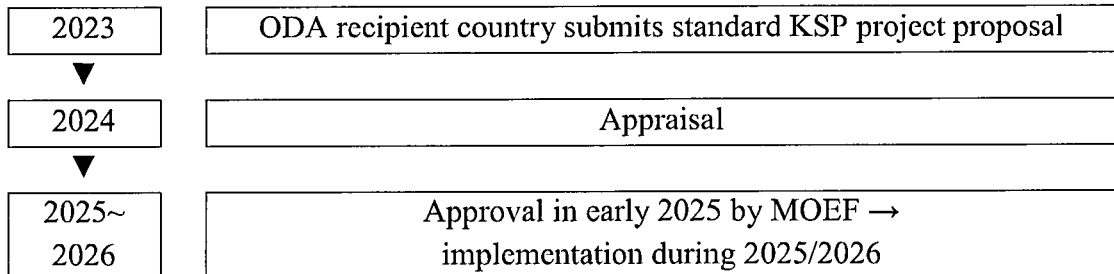 2023
ODA recipient country submits standard KSP project proposal
▼
2024
Appraisal
▼
2025~
2026
Approval in early 2025 by MOEF →
implementation during 2025/2026